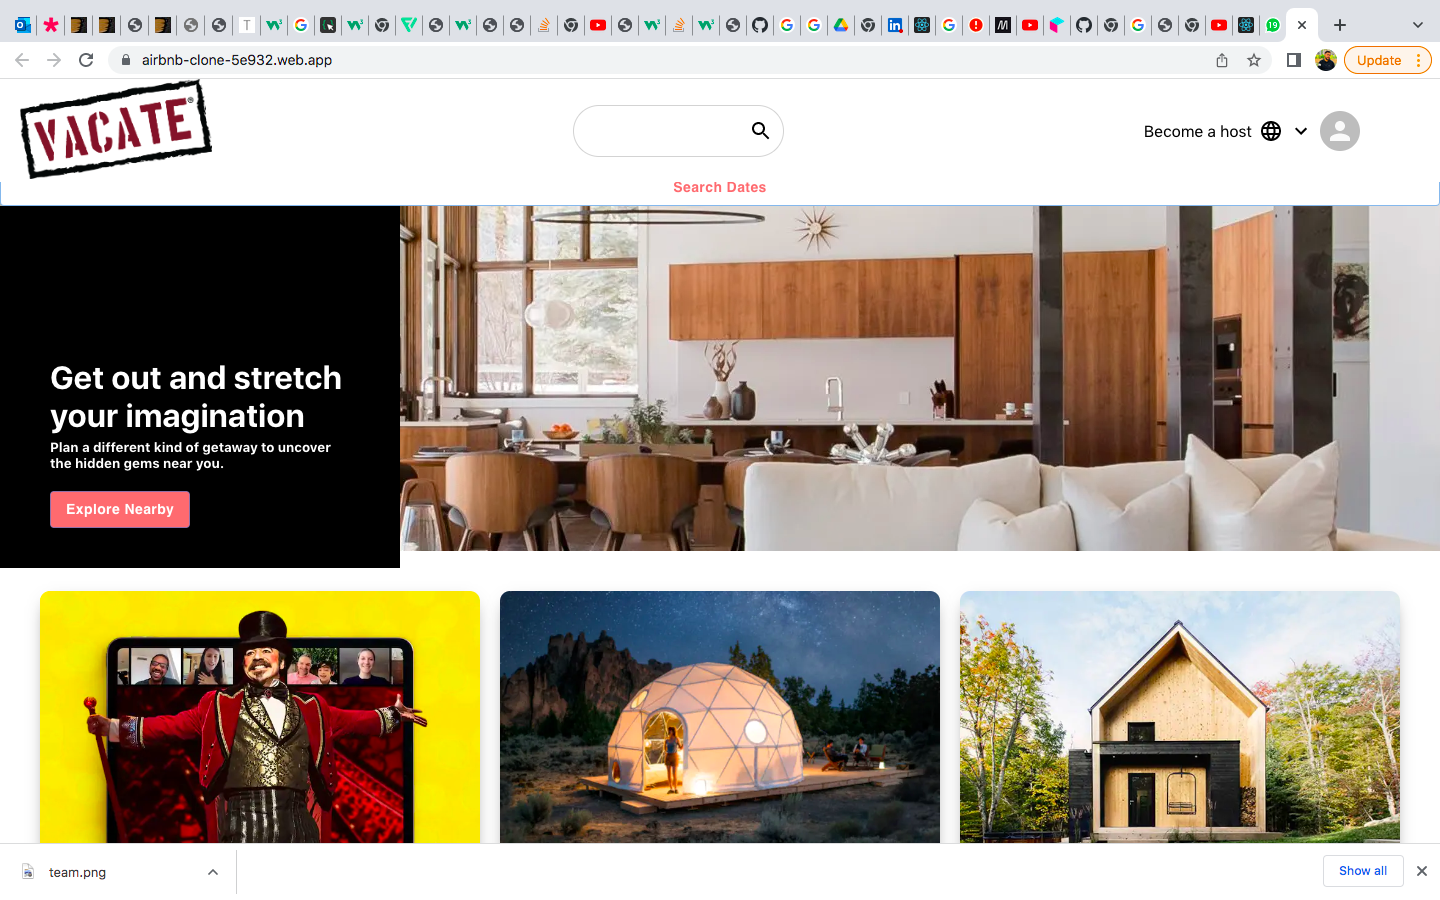 airbnb-clone-5e932.web.app
Update
VACATE®
Become a host
Search Dates
Get out and stretch
your imagination
Plan a different kind of getaway to uncover
the hidden gems near you.
Explore Nearby
team.png
Show all